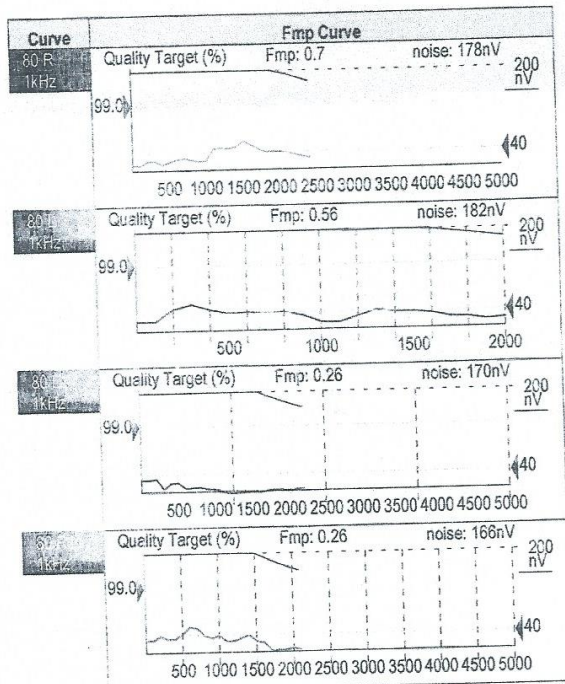 Curve Fmp Curve
80 R
1kHz
Quality Target (%) Fmp: 0.7 noise: 178nV
200
nV
99.0
40
500 1000 1500 2000 2500 3000 3500 4000 4500 5000
1kHz
Quality Target (%) Fmp: 0.56 noise: 182nV
200
nV
99.0
40
500 1000 1500 2000
80
1kHz
Quality Target (%) Fmp: 0.26 noise: 170nV
200
nV
99.0
40
500 1000 1500 2000 2500 3000 3500 4000 4500 5000
1kHz
Quality Target (%) Fmp: 0.26 noise: 166nV
200
nV
99.0
40
500 1000 1500 2000 2500 3000 3500 4000 4500 5000